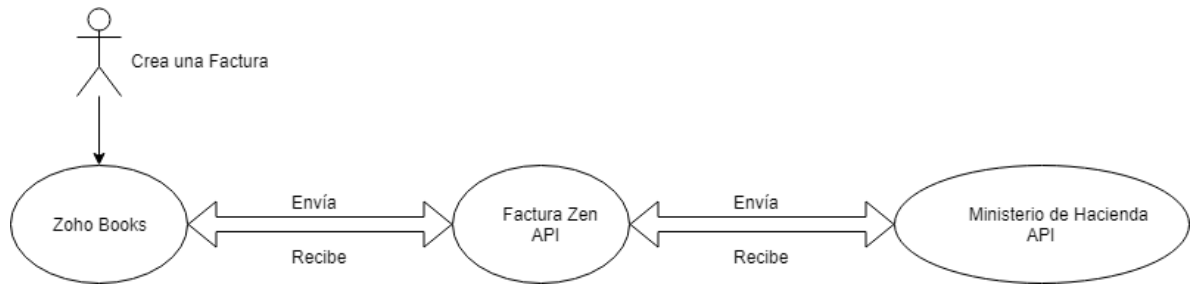 Crea una Factura
Envía
Envía
Zoho Books
Factura Zen
API
Ministerio de Hacienda
API
Recibe
Recibe